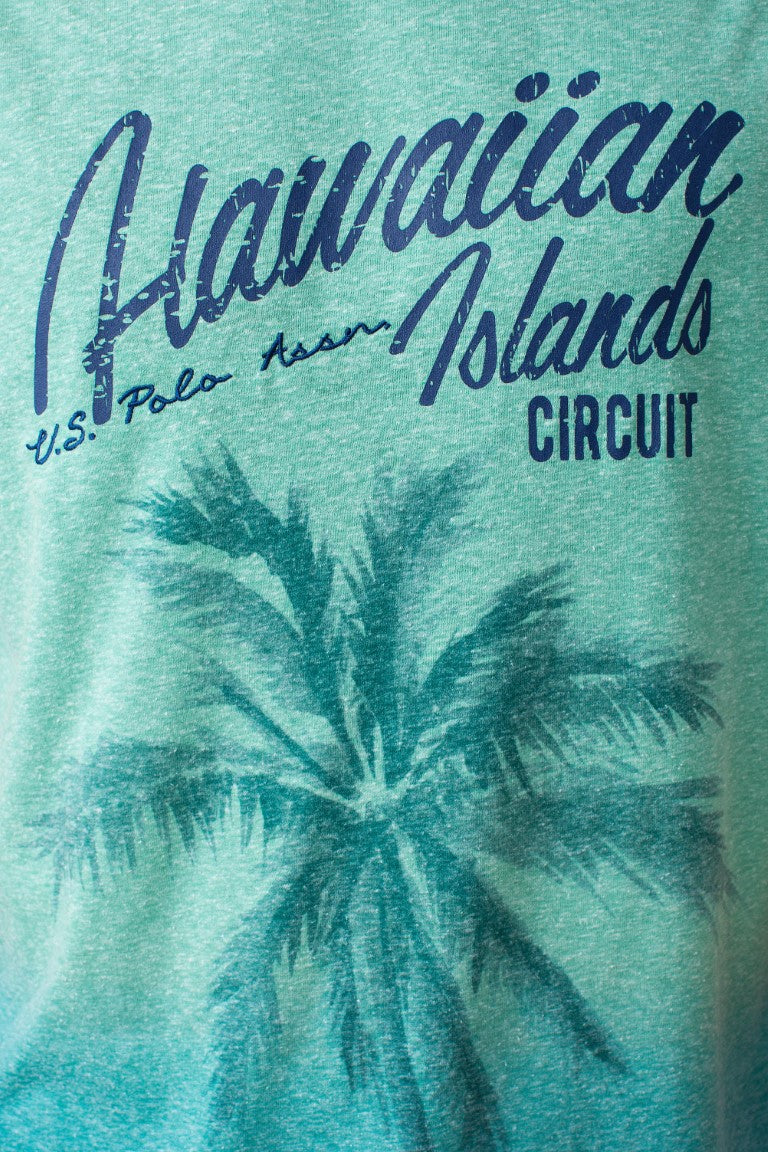 Hawaiian
Islands
U.S. Polo Assn.
CIRCUIT